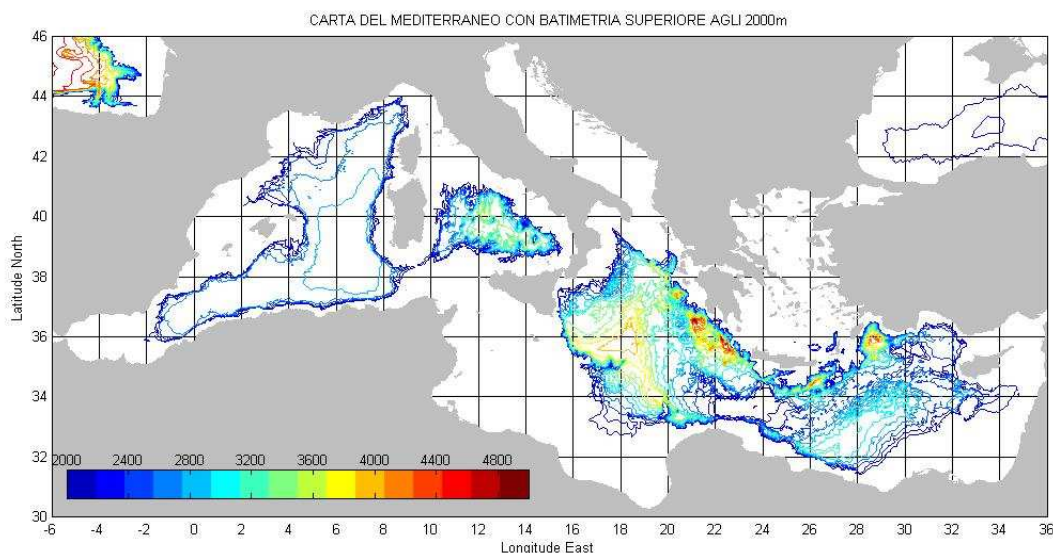 CARTA DEL MEDITERRANEO CON BATIMETRIA SUPERIORE AGLI 2000m
46
44
42
40
38
36
34
32
30
Latitude North
2000 2400 2800 3200 3600 4000 4400 4800
-6 -4 -2 0 2 4 6 8 10 12 14 16 18 20 22 24 26 28 30 32 34 36
Longitude East